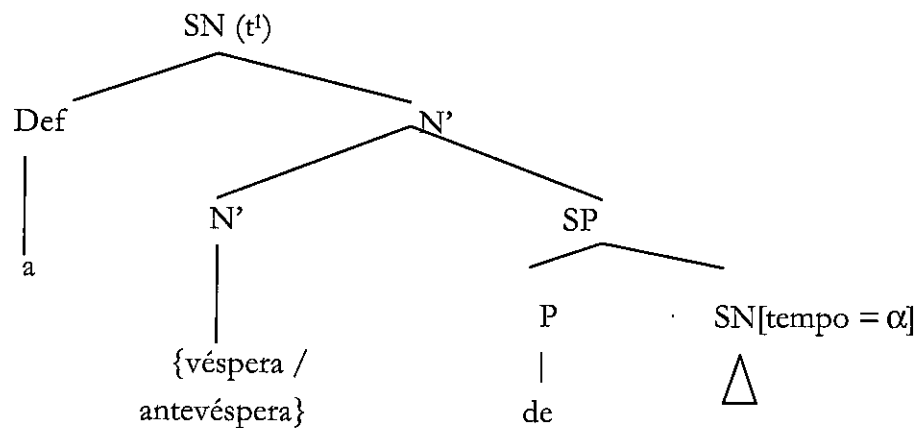 SN (t¹)
Def N’
N’ SP
a
P SN[tempo = α]
{véspera /
antevéspera} de